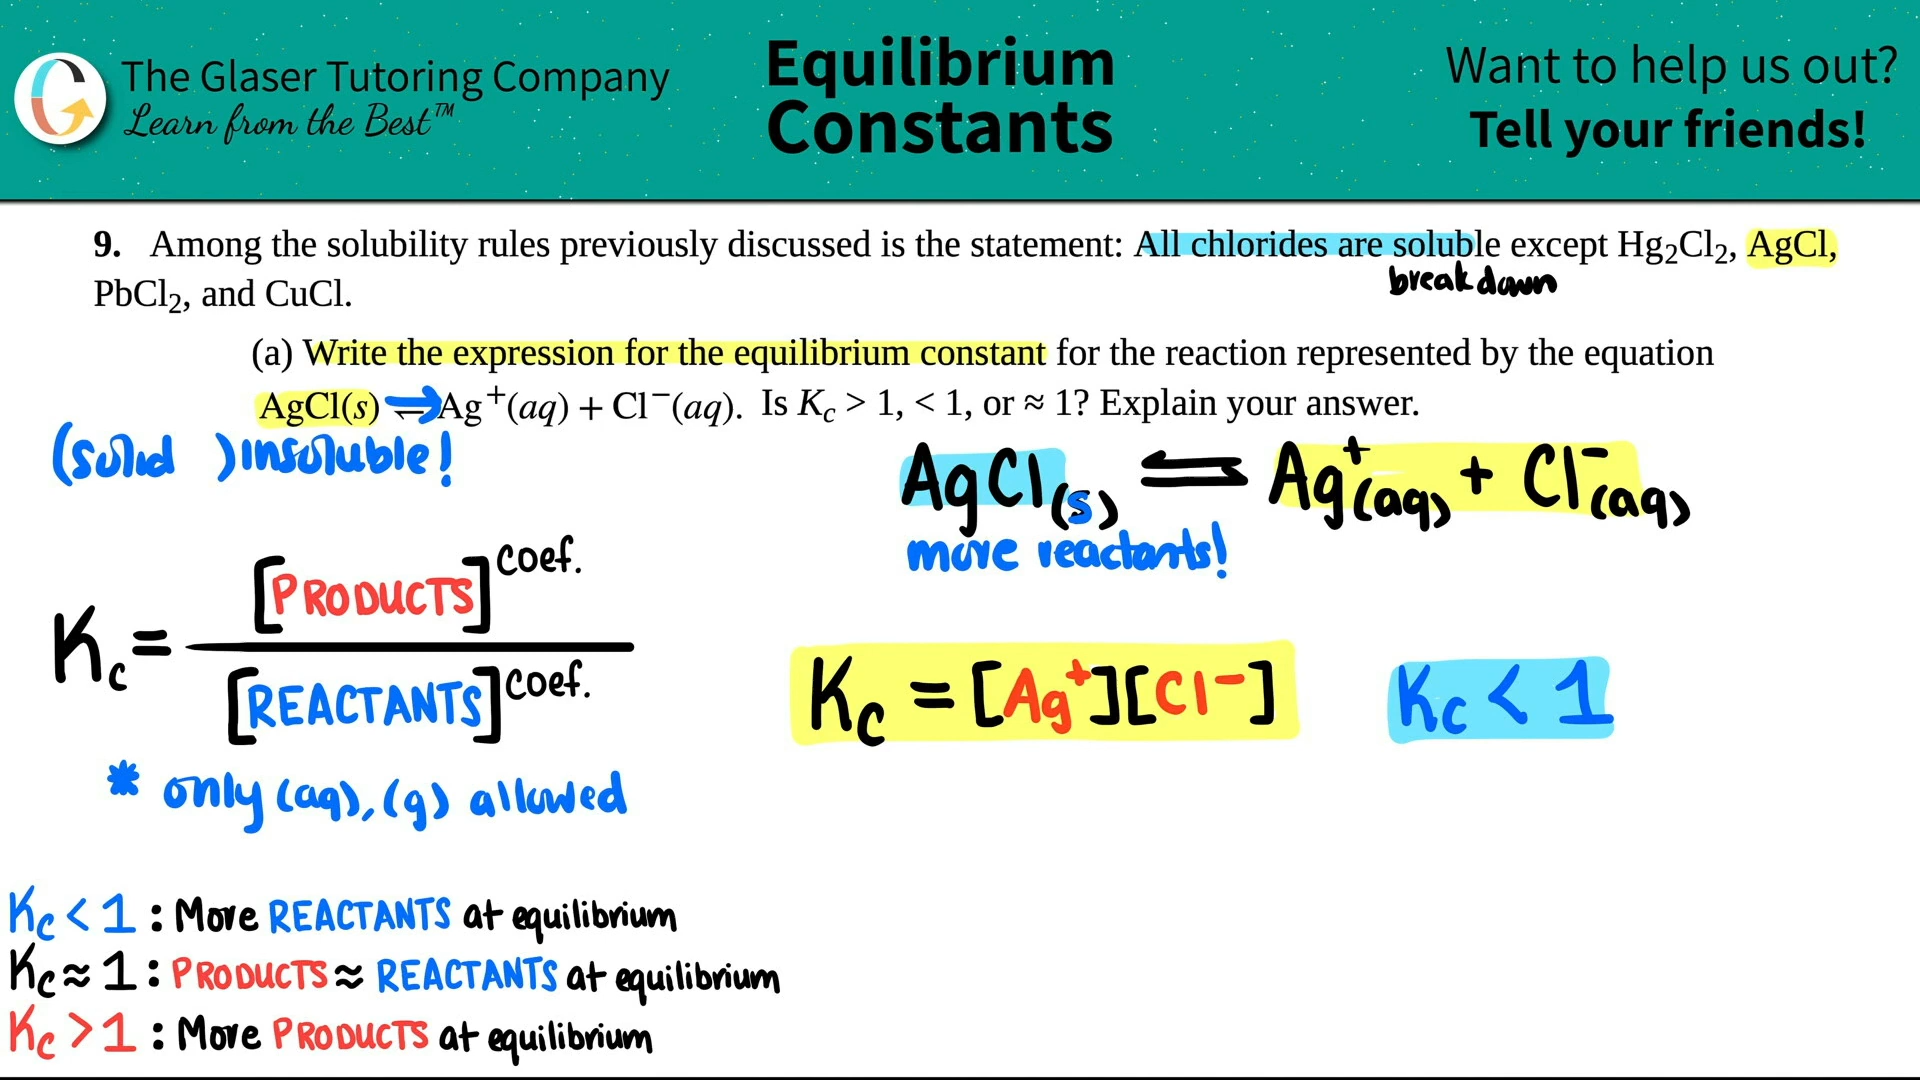 The Glaser Tutoring Company
Learn from the Best™
Equilibrium
Constants
Want to help us out?
Tell your friends!
9. Among the solubility rules previously discussed is the statement: All chlorides are soluble except Hg₂Cl₂, AgCl,
breakdown
PbCl₂, and CuCl.
(a) Write the expression for the equilibrium constant for the reaction represented by the equation
AgCl(s) ⇌ Ag⁺(aq) + Cl⁻(aq). Is Kc > 1, < 1, or ≈ 1? Explain your answer.
(solid ) insoluble!
AgCl(s) ⇌ Ag⁺(aq) + Cl⁻(aq)
more reactants!
Kc = [PRODUCTS]coef.
[REACTANTS]coef.
Kc = [Ag⁺][Cl⁻]
Kc < 1
* only (aq), (g) allowed
Kc < 1 : More REACTANTS at equilibrium
Kc ≈ 1 : PRODUCTS ≈ REACTANTS at equilibrium
Kc > 1 : More PRODUCTS at equilibrium